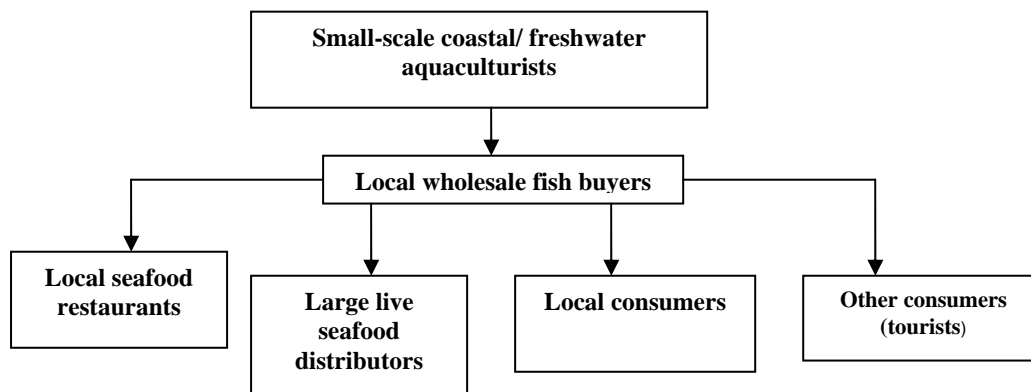 Small-scale coastal/ freshwater
aquaculturists
Local wholesale fish buyers
Local seafood
restaurants
Large live
seafood
distributors
Local consumers
Other consumers
(tourists)